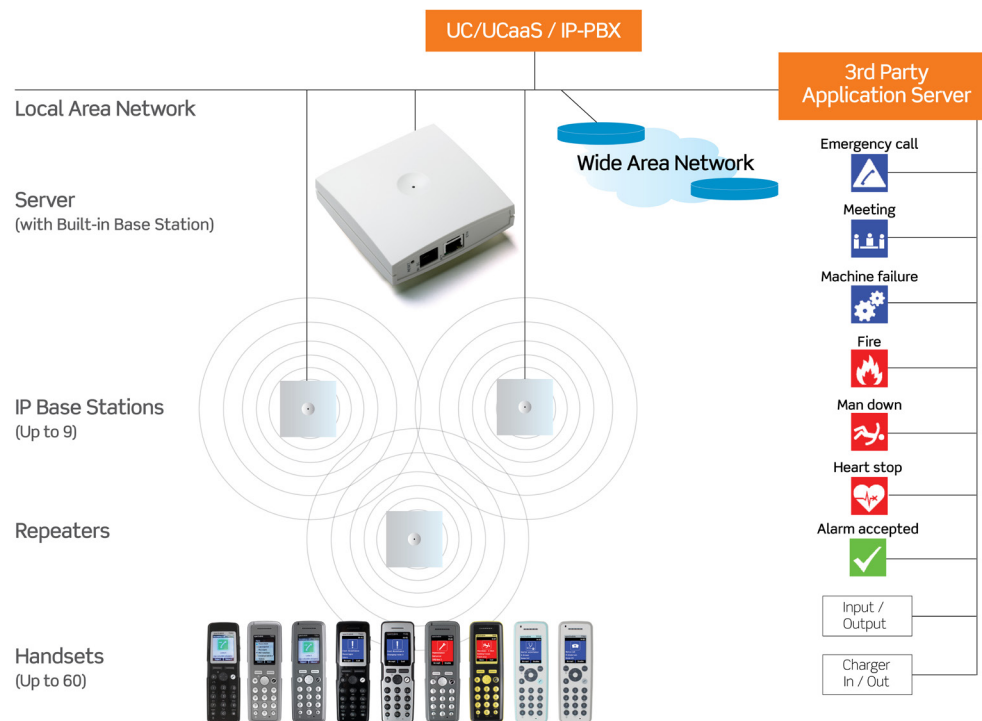 UC/UCaaS / IP-PBX
3rd Party
Application Server
Local Area Network
Wide Area Network
Server
(with Built-in Base Station)
Emergency call
Meeting
Machine failure
Fire
IP Base Stations
(Up to 9)
Man down
Heart stop
Repeaters
Alarm accepted
Input /
Output
Handsets
(Up to 60)
Charger
In / Out